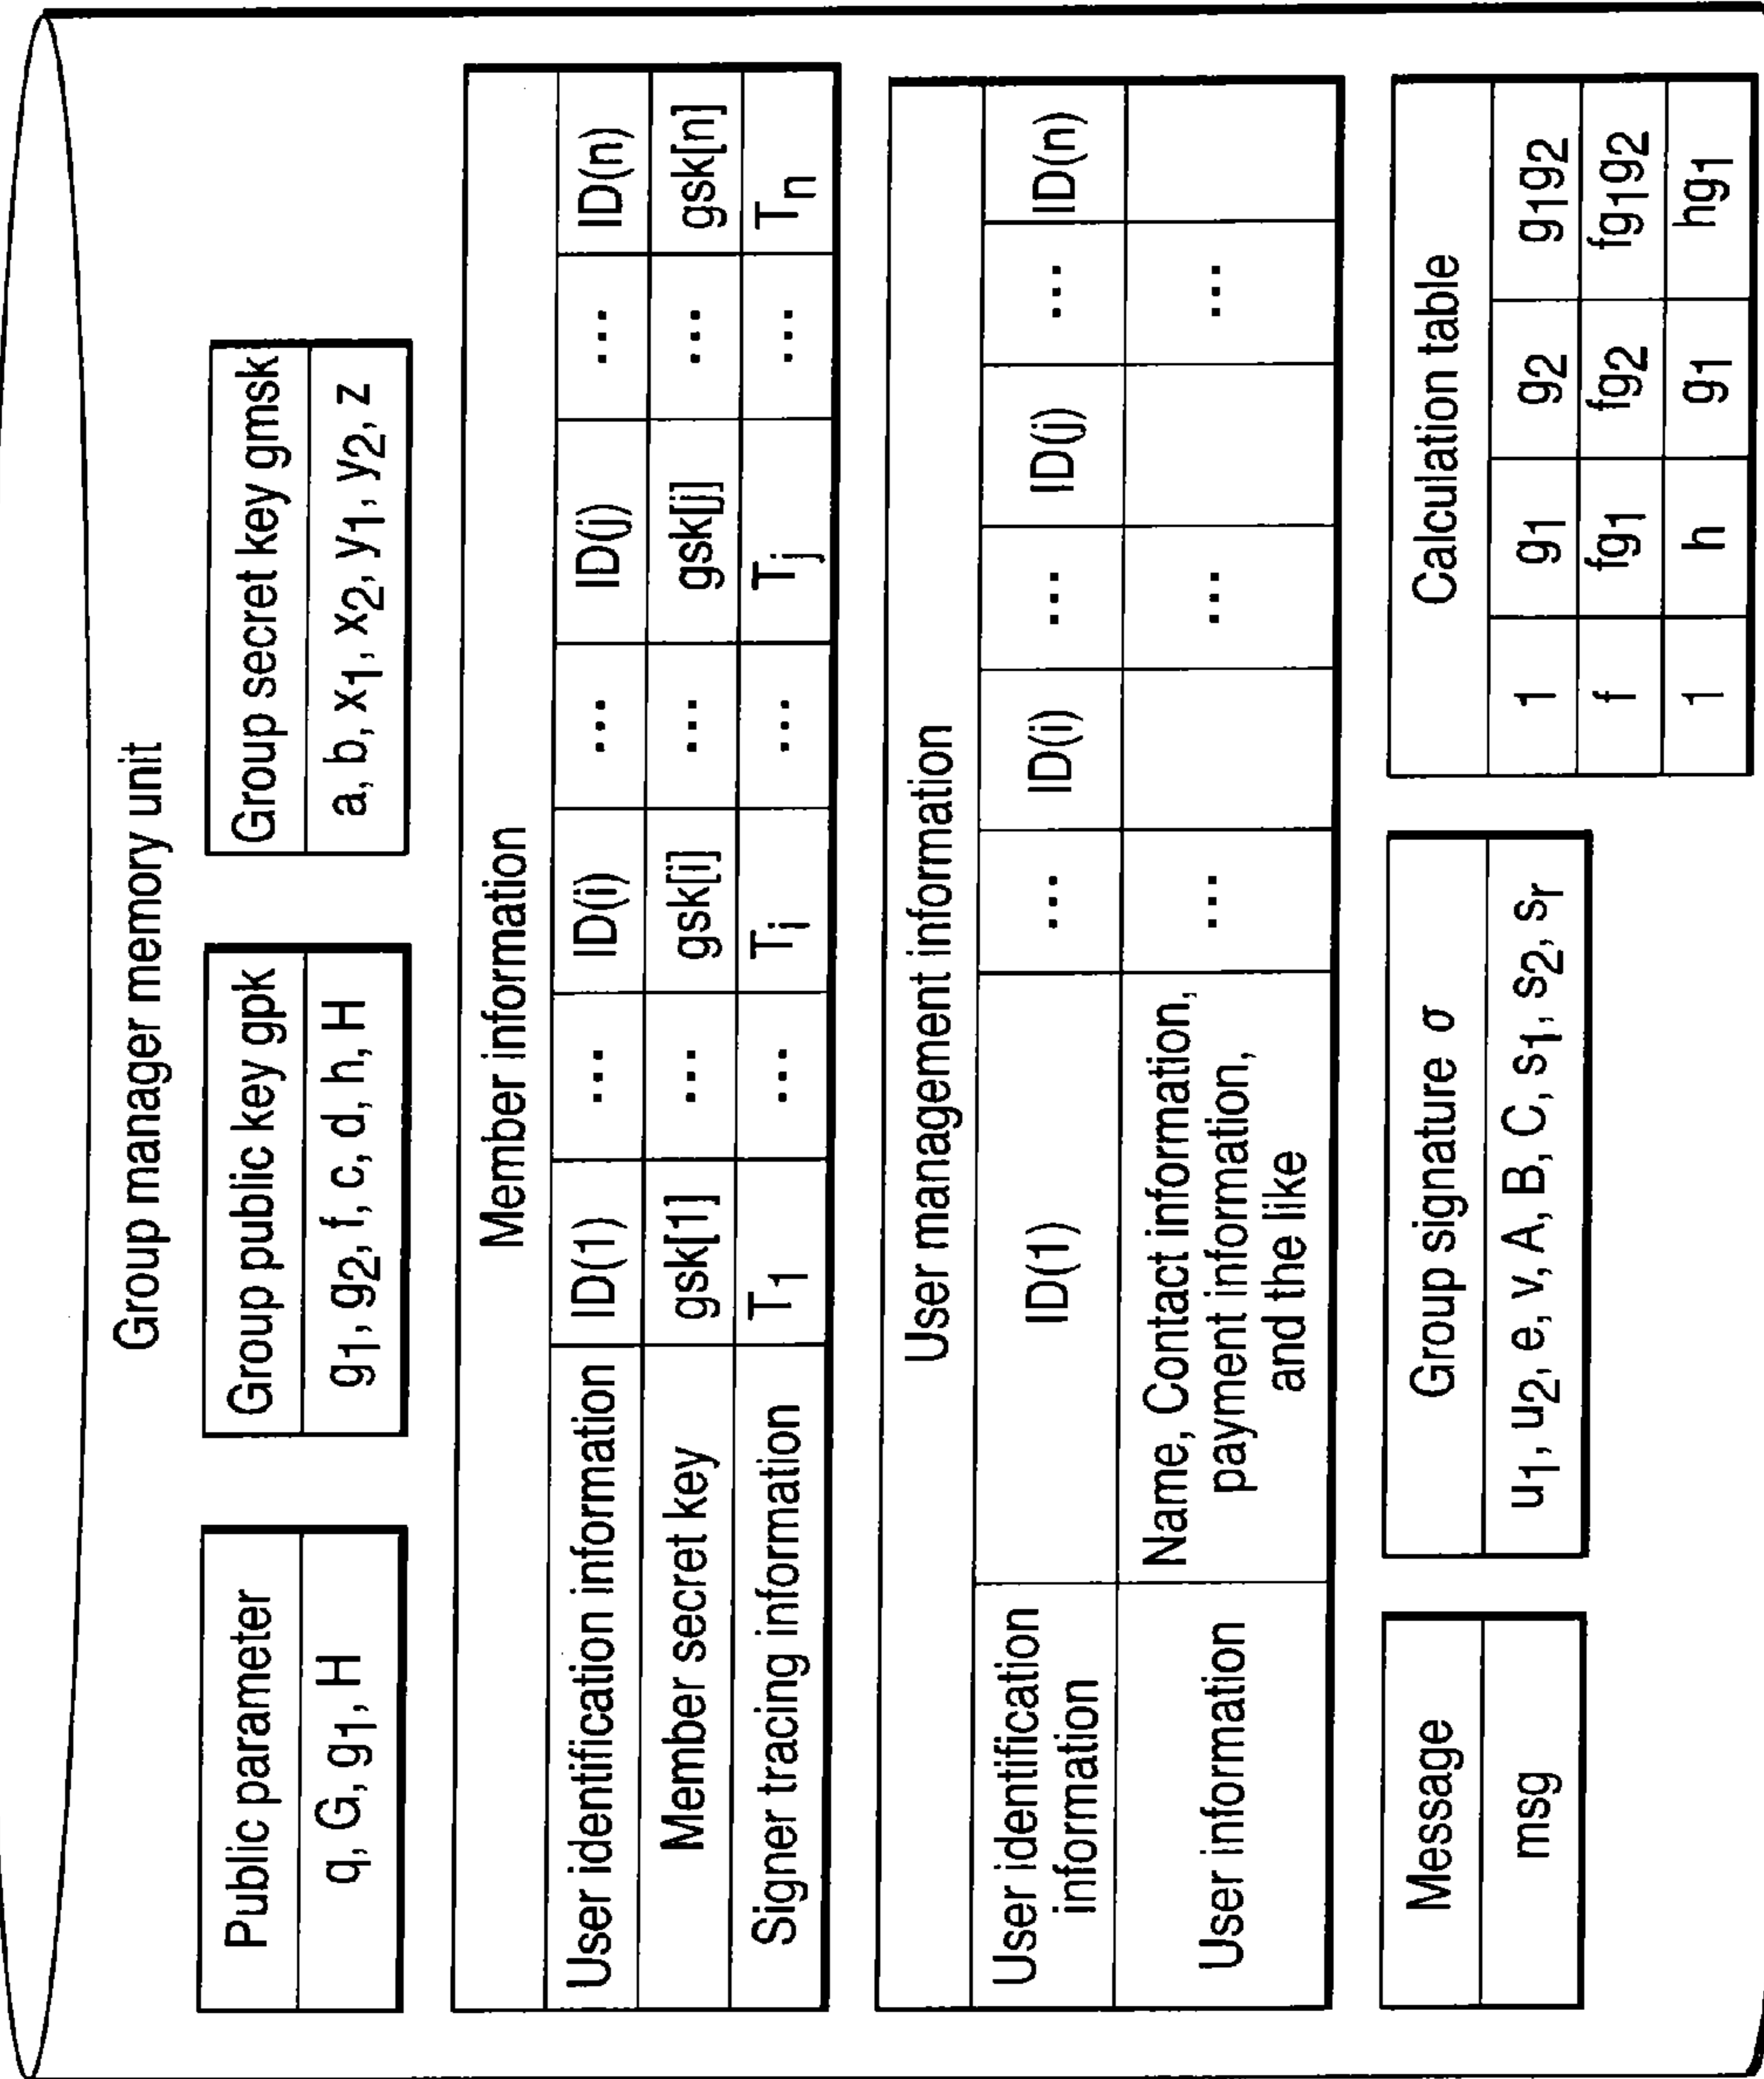 Group manager memory unit
Public parameter
q, G, g₁, H
Group public key gpk
g₁, g₂, f, c, d, h, H
Group secret key gmsk
a, b, x₁, x₂, y₁, y₂, z
Member information
User identification information ID(1) ... ID(i) ... ID(j) ... ID(n)
Member secret key gsk[1] ... gsk[i] ... gsk[j] ... gsk[n]
Signer tracing information T₁ ... Tᵢ ... Tⱼ ... Tₙ
User management information
User identification
information
ID(1) ... ID(i) ... ID(j) ... ID(n)
User information
Name, Contact information,
payment information,
and the like
... ... ...
Message
msg
Group signature σ
u₁, u₂, e, v, A, B, C, s₁, s₂, sᵣ
Calculation table
1 g₁ g₂ g₁g₂
f fg₁ fg₂ fg₁g₂
1 h g₁ hg₁